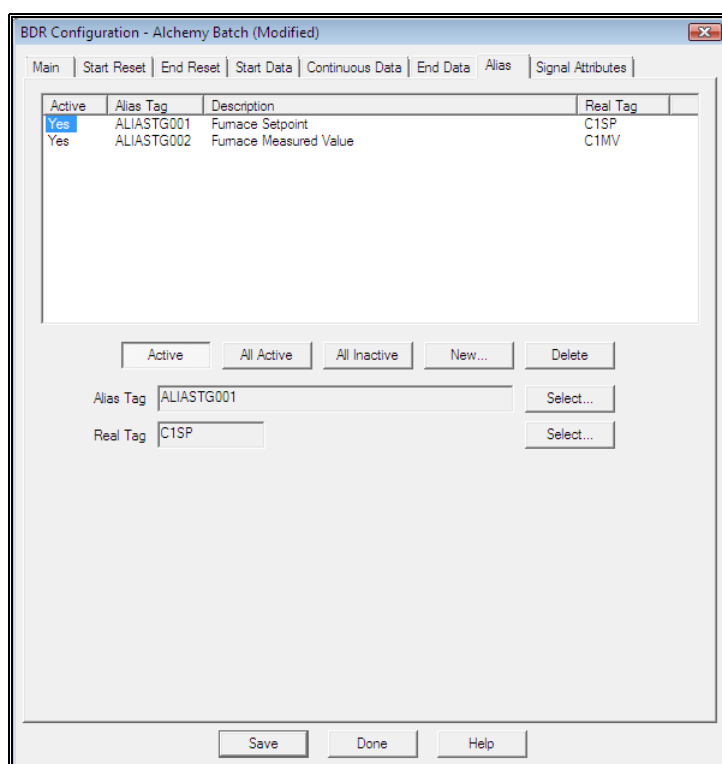 BDR Configuration - Alchemy Batch (Modified)
Main Start Reset End Reset Start Data Continuous Data End Data Alias Signal Attributes
Active Alias Tag Description Real Tag
Yes ALIASTG001 Furnace Setpoint C1SP
Yes ALIASTG002 Furnace Measured Value C1MV
Active All Active All Inactive New... Delete
Alias Tag ALIASTG001 Select...
Real Tag C1SP Select...
Save Done Help